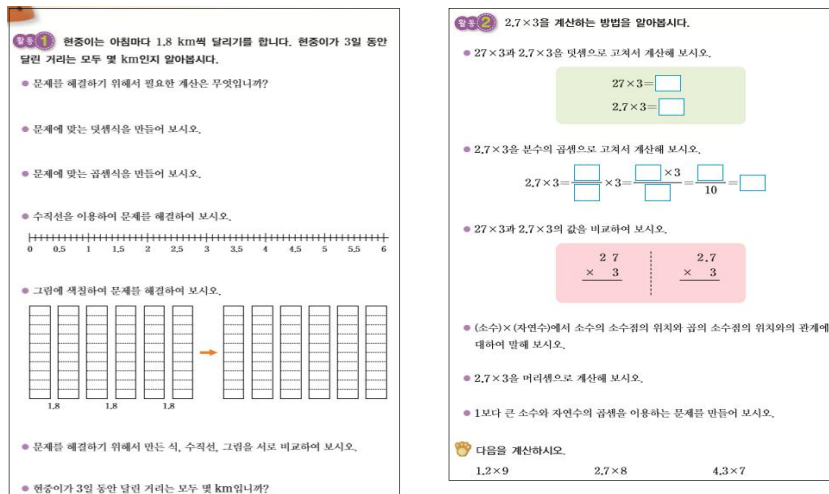 활동 1 현중이는 아침마다 1.8 km씩 달리기를 합니다. 현중이가 3일 동안
달린 거리는 모두 몇 km인지 알아봅시다.
문제를 해결하기 위해서 필요한 계산은 무엇입니까?
문제에 맞는 덧셈식을 만들어 보시오.
문제에 맞는 곱셈식을 만들어 보시오.
수직선을 이용하여 문제를 해결하여 보시오.
0 0.5 1 1.5 2 2.5 3 3.5 4 4.5 5 5.5 6
그림에 색칠하여 문제를 해결하여 보시오.
1.8 1.8 1.8
문제를 해결하기 위해서 만든 식, 수직선, 그림을 서로 비교하여 보시오.
현중이가 3일 동안 달린 거리는 모두 몇 km입니까?
활동 2 2.7×3을 계산하는 방법을 알아봅시다.
27×3과 2.7×3을 덧셈으로 고쳐서 계산해 보시오.
27×3=
2.7×3=
2.7×3을 분수의 곱셈으로 고쳐서 계산해 보시오.
2.7×3= ×3= ×3 = =
10
27×3과 2.7×3의 값을 비교하여 보시오.
2 7 2.7
× 3 × 3
(소수)×(자연수)에서 소수의 소수점의 위치와 곱의 소수점의 위치와의 관계에
대하여 말해 보시오.
2.7×3을 머리셈으로 계산해 보시오.
1보다 큰 소수와 자연수의 곱셈을 이용하는 문제를 만들어 보시오.
다음을 계산하시오.
1.2×9 2.7×8 4.3×7